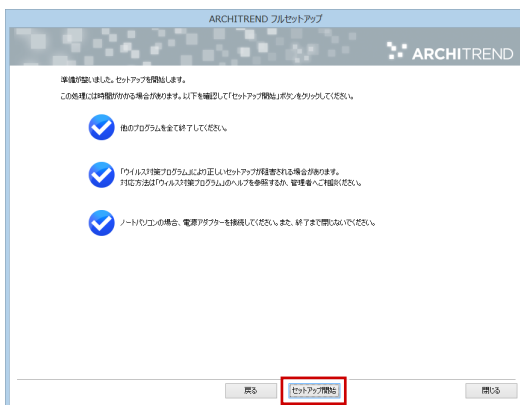 ARCHITREND フルセットアップ
ARCHITREND
準備が整いました。セットアップを開始します。
この処理には時間がかかる場合があります。以下を確認して「セットアップ開始」ボタンをクリックしてください。
他のプログラムを全て終了してください。
「ウイルス対策プログラム」により正しいセットアップが阻害される場合があります。
対応方法は「ウィルス対策プログラム」のヘルプを参照するか、管理者へご相談ください。
ノートパソコンの場合、電源アダプターを接続してください。また、終了まで閉じないでください。
戻る
セットアップ開始
閉じる